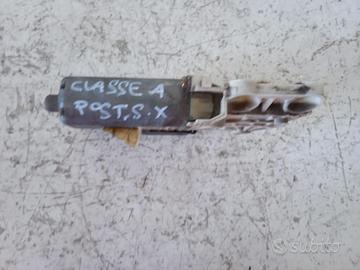 CLASSE A
POST, S.X
subito